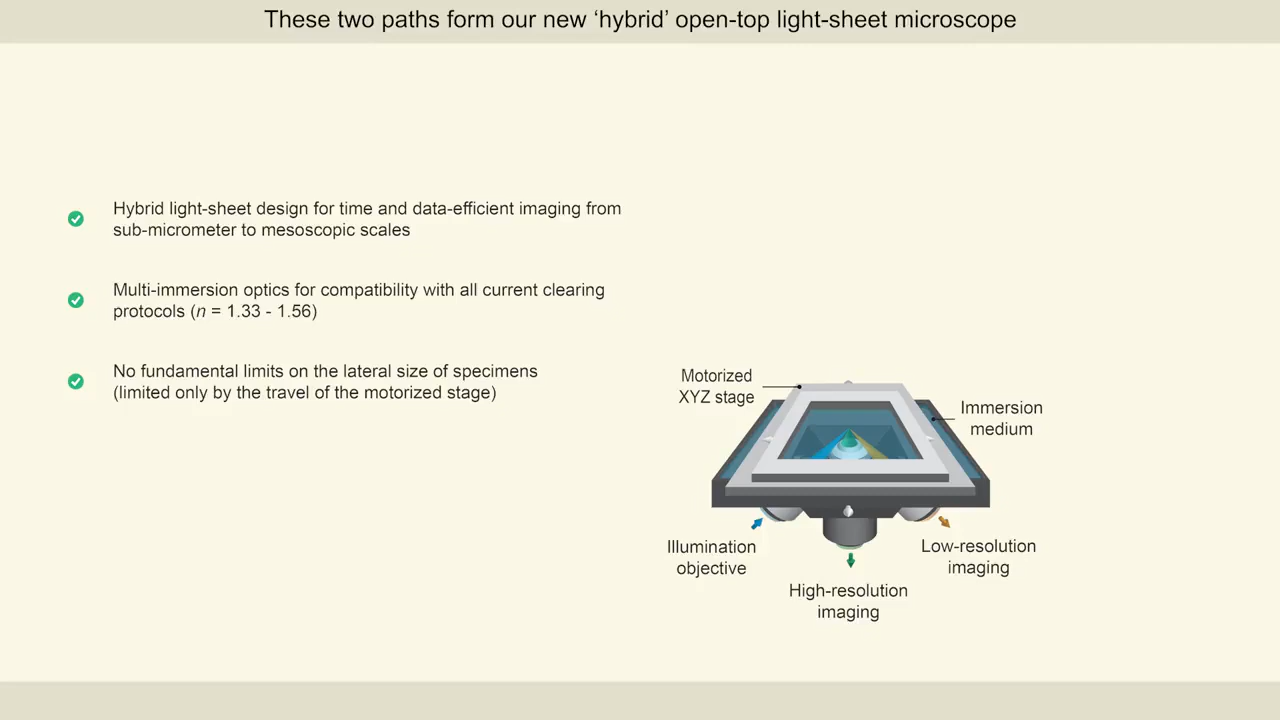 These two paths form our new ‘hybrid’ open-top light-sheet microscope
Hybrid light-sheet design for time and data-efficient imaging from
sub-micrometer to mesoscopic scales
Multi-immersion optics for compatibility with all current clearing
protocols (n = 1.33 - 1.56)
No fundamental limits on the lateral size of specimens
(limited only by the travel of the motorized stage)
Motorized
XYZ stage
Immersion
medium
Illumination
objective
High-resolution
imaging
Low-resolution
imaging